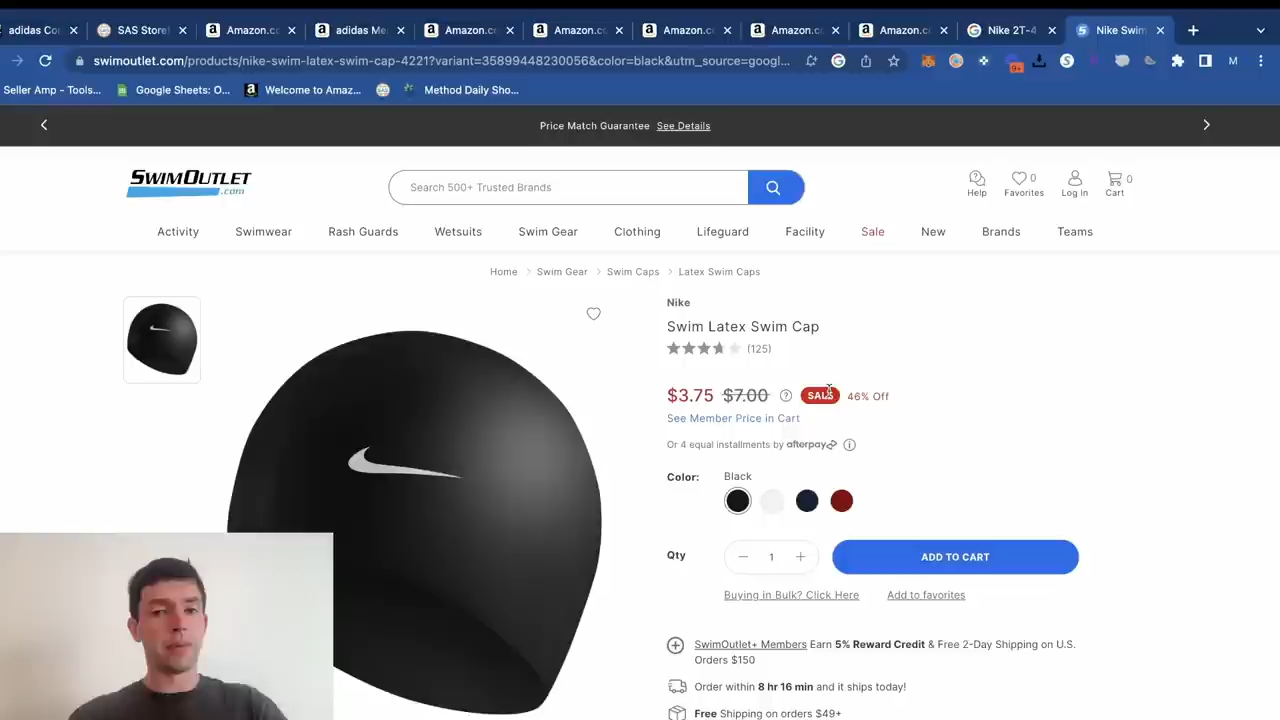 adidas Co
SAS Store
Amazon.c
adidas Me
Amazon.c
Amazon.c
Amazon.c
Amazon.c
Amazon.c
Nike 2T-4
Nike Swim
swimoutlet.com/products/nike-swim-latex-swim-cap-4221?variant=35899448230056&color=black&utm_source=googl...
9+
M
Seller Amp - Tools...
Google Sheets: O...
Welcome to Amaz...
Method Daily Sho...
Price Match Guarantee See Details
SWIMOUTLET
.com
Search 500+ Trusted Brands
Help
0
Favorites
Log In
0
Cart
Activity
Swimwear
Rash Guards
Wetsuits
Swim Gear
Clothing
Lifeguard
Facility
Sale
New
Brands
Teams
Home > Swim Gear > Swim Caps > Latex Swim Caps
Nike
Swim Latex Swim Cap
(125)
$3.75 $7.00 SALE 46% Off
See Member Price in Cart
Or 4 equal installments by afterpay
Color: Black
Qty
1
ADD TO CART
Buying in Bulk? Click Here
Add to favorites
SwimOutlet+ Members Earn 5% Reward Credit & Free 2-Day Shipping on U.S.
Orders $150
Order within 8 hr 16 min and it ships today!
Free Shipping on orders $49+